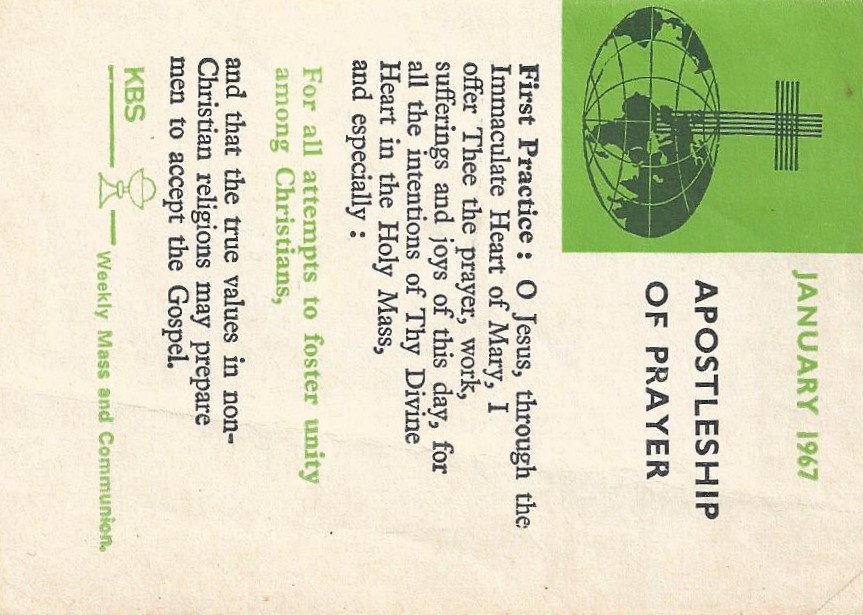 JANUARY 1967
APOSTLESHIP
OF PRAYER
First Practice : O Jesus, through the
Immaculate Heart of Mary, I
offer Thee the prayer, work,
sufferings and joys of this day, for
all the intentions of Thy Divine
Heart in the Holy Mass,
and especially :
For all attempts to foster unity
among Christians,
and that the true values in non-
Christian religions may prepare
men to accept the Gospel.
KBS
Weekly Mass and Communion.